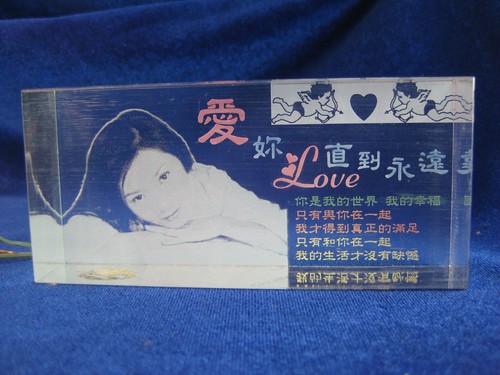 愛妳直到永遠
Love
你是我的世界 我的幸福
只有與你在一起
我才得到真正的滿足
只有和你在一起
我的生活才沒有缺憾